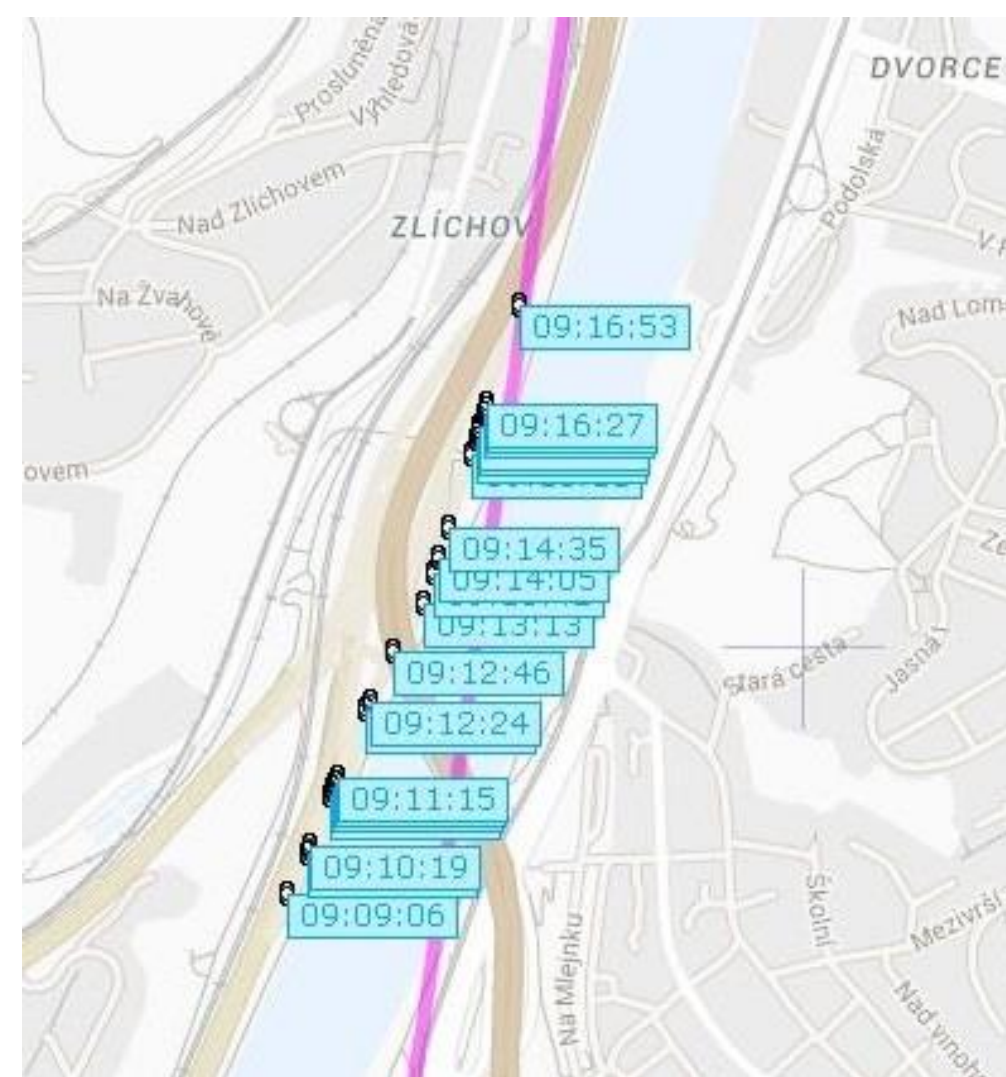 Prosluněná
Výhledová
DVORCE
Podolská
Nad Zlíchovem
ZLÍCHOV
Na Žvahově
Nad Loms
09:16:53
09:16:27
ovem
09:14:35
09:14:05
09:13:13
09:12:46
Stará cesta
Jasná I
09:12:24
09:11:15
09:10:19
09:09:06
Školní
Mezivrší
Na Mlejnku
Nad vinoh